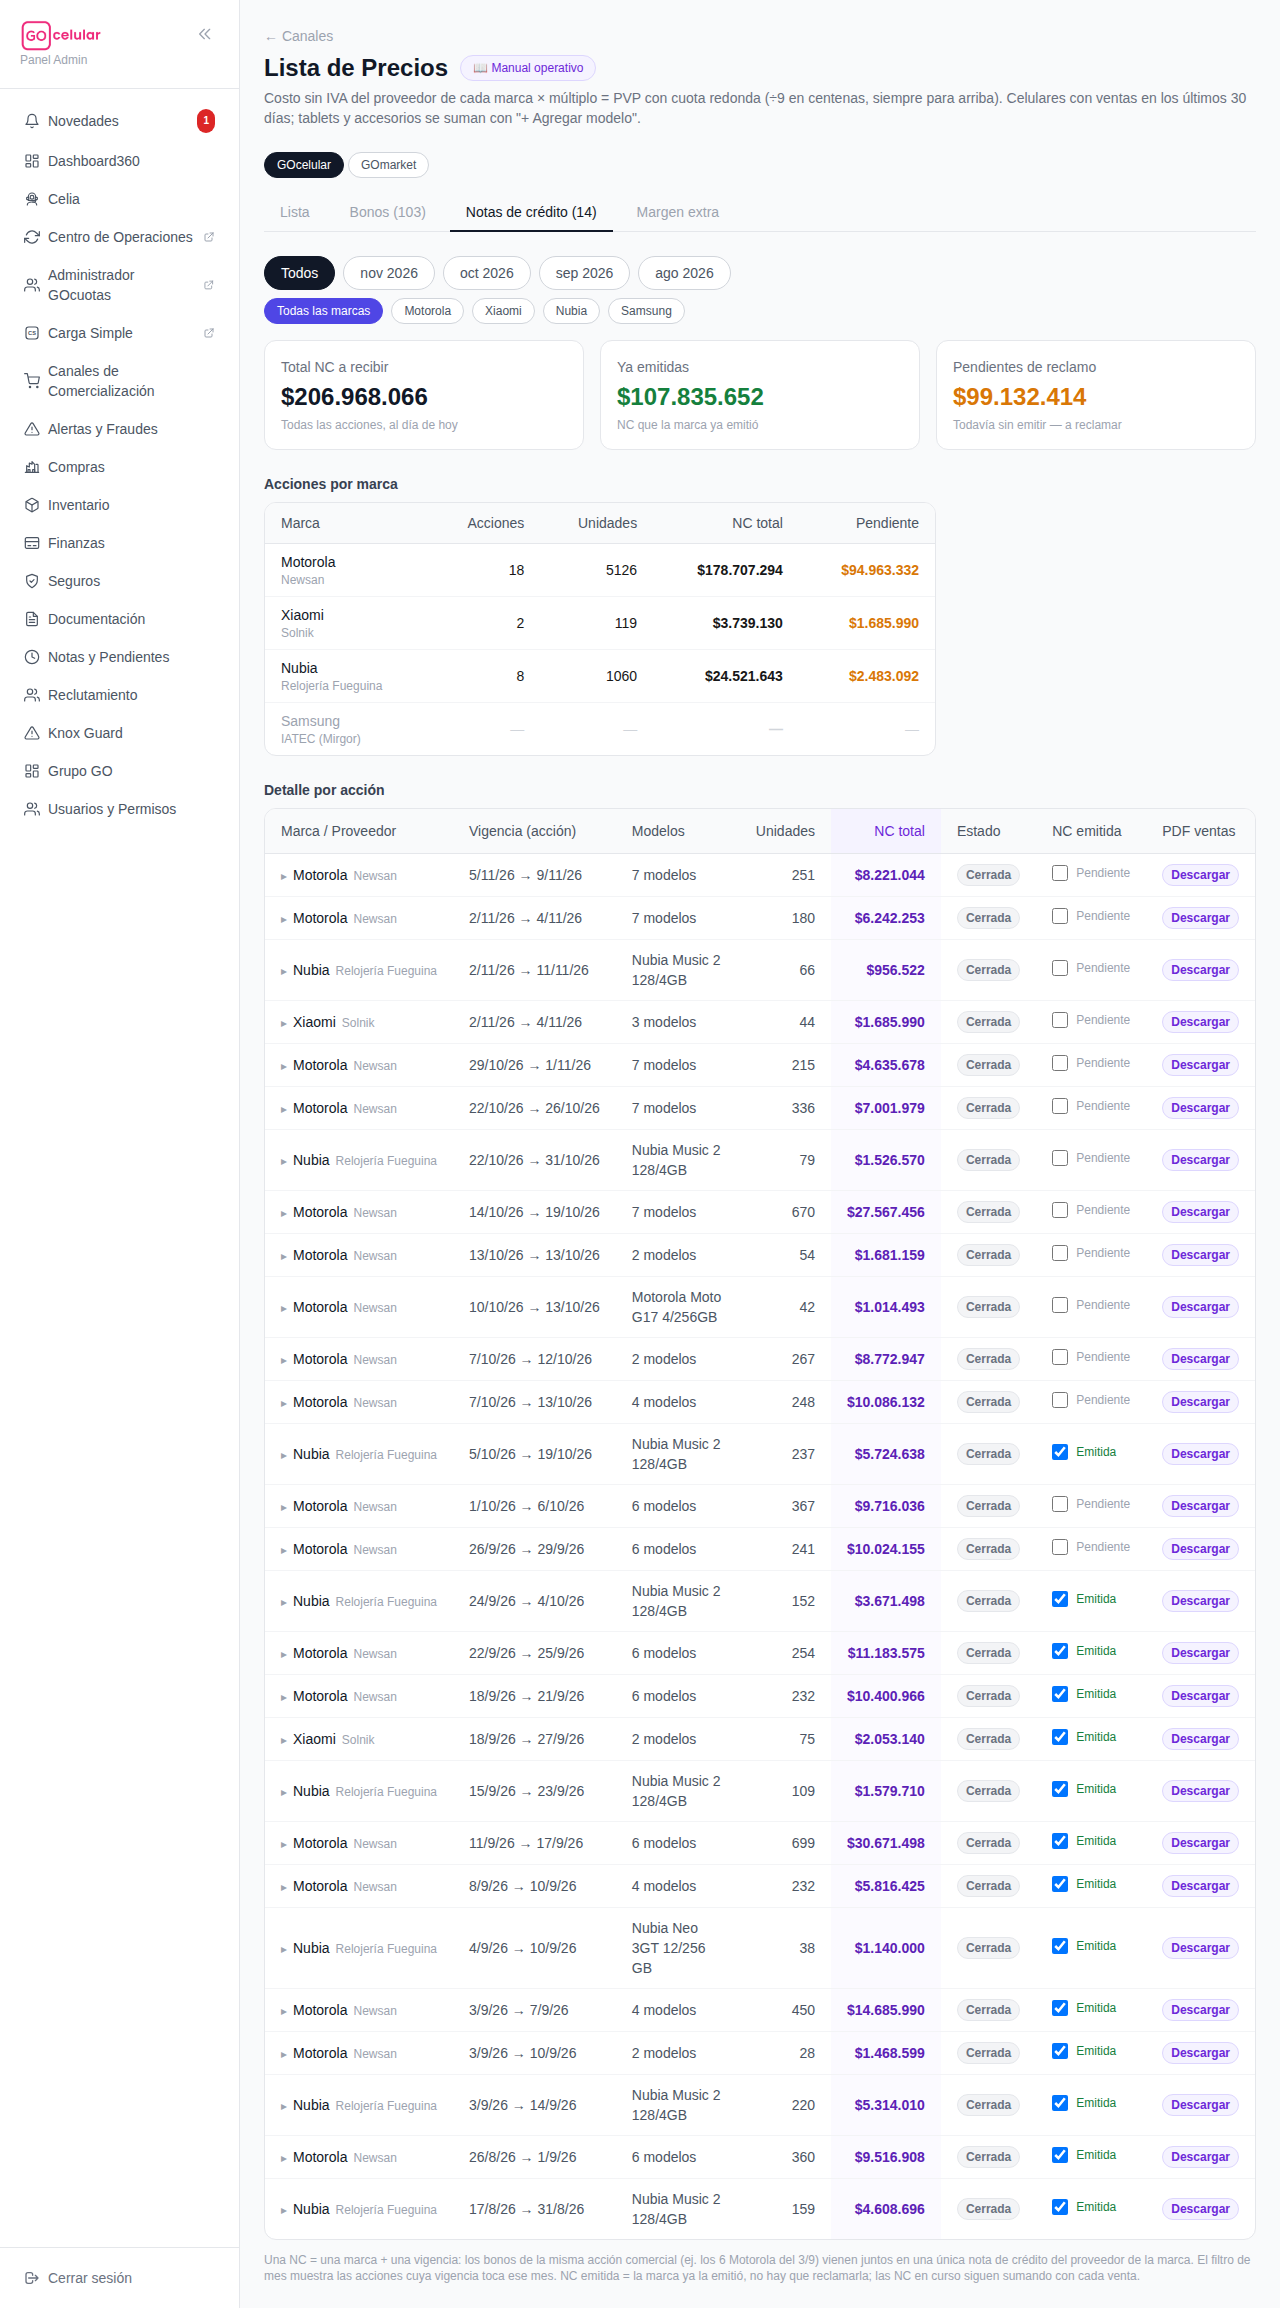 GOcelular
Panel Admin
Novedades 1
Dashboard360
Celia
Centro de Operaciones
Administrador
GOcuotas
Carga Simple
Canales de
Comercialización
Alertas y Fraudes
Compras
Inventario
Finanzas
Seguros
Documentación
Notas y Pendientes
Reclutamiento
Knox Guard
Grupo GO
Usuarios y Permisos
Cerrar sesión
← Canales
Lista de Precios 📖 Manual operativo
Costo sin IVA del proveedor de cada marca × múltiplo = PVP con cuota redonda (÷9 en centenas, siempre para arriba). Celulares con ventas en los últimos 30
días; tablets y accesorios se suman con "+ Agregar modelo".
GOcelular GOmarket
Lista Bonos (103) Notas de crédito (14) Margen extra
Todos nov 2026 oct 2026 sep 2026 ago 2026
Todas las marcas Motorola Xiaomi Nubia Samsung
Total NC a recibir
$206.968.066
Todas las acciones, al día de hoy
Ya emitidas
$107.835.652
NC que la marca ya emitió
Pendientes de reclamo
$99.132.414
Todavía sin emitir — a reclamar
Acciones por marca
Marca Acciones Unidades NC total Pendiente
Motorola
Newsan
18 5126 $178.707.294 $94.963.332
Xiaomi
Solnik
2 119 $3.739.130 $1.685.990
Nubia
Relojería Fueguina
8 1060 $24.521.643 $2.483.092
Samsung
IATEC (Mirgor)
— — — —
Detalle por acción
Marca / Proveedor Vigencia (acción) Modelos Unidades NC total Estado NC emitida PDF ventas
▸ Motorola Newsan 5/11/26 → 9/11/26 7 modelos 251 $8.221.044 Cerrada Pendiente Descargar
▸ Motorola Newsan 2/11/26 → 4/11/26 7 modelos 180 $6.242.253 Cerrada Pendiente Descargar
▸ Nubia Relojería Fueguina 2/11/26 → 11/11/26 Nubia Music 2
128/4GB 66 $956.522 Cerrada Pendiente Descargar
▸ Xiaomi Solnik 2/11/26 → 4/11/26 3 modelos 44 $1.685.990 Cerrada Pendiente Descargar
▸ Motorola Newsan 29/10/26 → 1/11/26 7 modelos 215 $4.635.678 Cerrada Pendiente Descargar
▸ Motorola Newsan 22/10/26 → 26/10/26 7 modelos 336 $7.001.979 Cerrada Pendiente Descargar
▸ Nubia Relojería Fueguina 22/10/26 → 31/10/26 Nubia Music 2
128/4GB 79 $1.526.570 Cerrada Pendiente Descargar
▸ Motorola Newsan 14/10/26 → 19/10/26 7 modelos 670 $27.567.456 Cerrada Pendiente Descargar
▸ Motorola Newsan 13/10/26 → 13/10/26 2 modelos 54 $1.681.159 Cerrada Pendiente Descargar
▸ Motorola Newsan 10/10/26 → 13/10/26 Motorola Moto
G17 4/256GB 42 $1.014.493 Cerrada Pendiente Descargar
▸ Motorola Newsan 7/10/26 → 12/10/26 2 modelos 267 $8.772.947 Cerrada Pendiente Descargar
▸ Motorola Newsan 7/10/26 → 13/10/26 4 modelos 248 $10.086.132 Cerrada Pendiente Descargar
▸ Nubia Relojería Fueguina 5/10/26 → 19/10/26 Nubia Music 2
128/4GB 237 $5.724.638 Cerrada Emitida Descargar
▸ Motorola Newsan 1/10/26 → 6/10/26 6 modelos 367 $9.716.036 Cerrada Pendiente Descargar
▸ Motorola Newsan 26/9/26 → 29/9/26 6 modelos 241 $10.024.155 Cerrada Pendiente Descargar
▸ Nubia Relojería Fueguina 24/9/26 → 4/10/26 Nubia Music 2
128/4GB 152 $3.671.498 Cerrada Emitida Descargar
▸ Motorola Newsan 22/9/26 → 25/9/26 6 modelos 254 $11.183.575 Cerrada Emitida Descargar
▸ Motorola Newsan 18/9/26 → 21/9/26 6 modelos 232 $10.400.966 Cerrada Emitida Descargar
▸ Xiaomi Solnik 18/9/26 → 27/9/26 2 modelos 75 $2.053.140 Cerrada Emitida Descargar
▸ Nubia Relojería Fueguina 15/9/26 → 23/9/26 Nubia Music 2
128/4GB 109 $1.579.710 Cerrada Emitida Descargar
▸ Motorola Newsan 11/9/26 → 17/9/26 6 modelos 699 $30.671.498 Cerrada Emitida Descargar
▸ Motorola Newsan 8/9/26 → 10/9/26 4 modelos 232 $5.816.425 Cerrada Emitida Descargar
▸ Nubia Relojería Fueguina 4/9/26 → 10/9/26 Nubia Neo
3GT 12/256
GB 38 $1.140.000 Cerrada Emitida Descargar
▸ Motorola Newsan 3/9/26 → 7/9/26 4 modelos 450 $14.685.990 Cerrada Emitida Descargar
▸ Motorola Newsan 3/9/26 → 10/9/26 2 modelos 28 $1.468.599 Cerrada Emitida Descargar
▸ Nubia Relojería Fueguina 3/9/26 → 14/9/26 Nubia Music 2
128/4GB 220 $5.314.010 Cerrada Emitida Descargar
▸ Motorola Newsan 26/8/26 → 1/9/26 6 modelos 360 $9.516.908 Cerrada Emitida Descargar
▸ Nubia Relojería Fueguina 17/8/26 → 31/8/26 Nubia Music 2
128/4GB 159 $4.608.696 Cerrada Emitida Descargar
Una NC = una marca + una vigencia: los bonos de la misma acción comercial (ej. los 6 Motorola del 3/9) vienen juntos en una única nota de crédito del proveedor de la marca. El filtro de
mes muestra las acciones cuya vigencia toca ese mes. NC emitida = la marca ya la emitió, no hay que reclamarla; las NC en curso siguen sumando con cada venta.